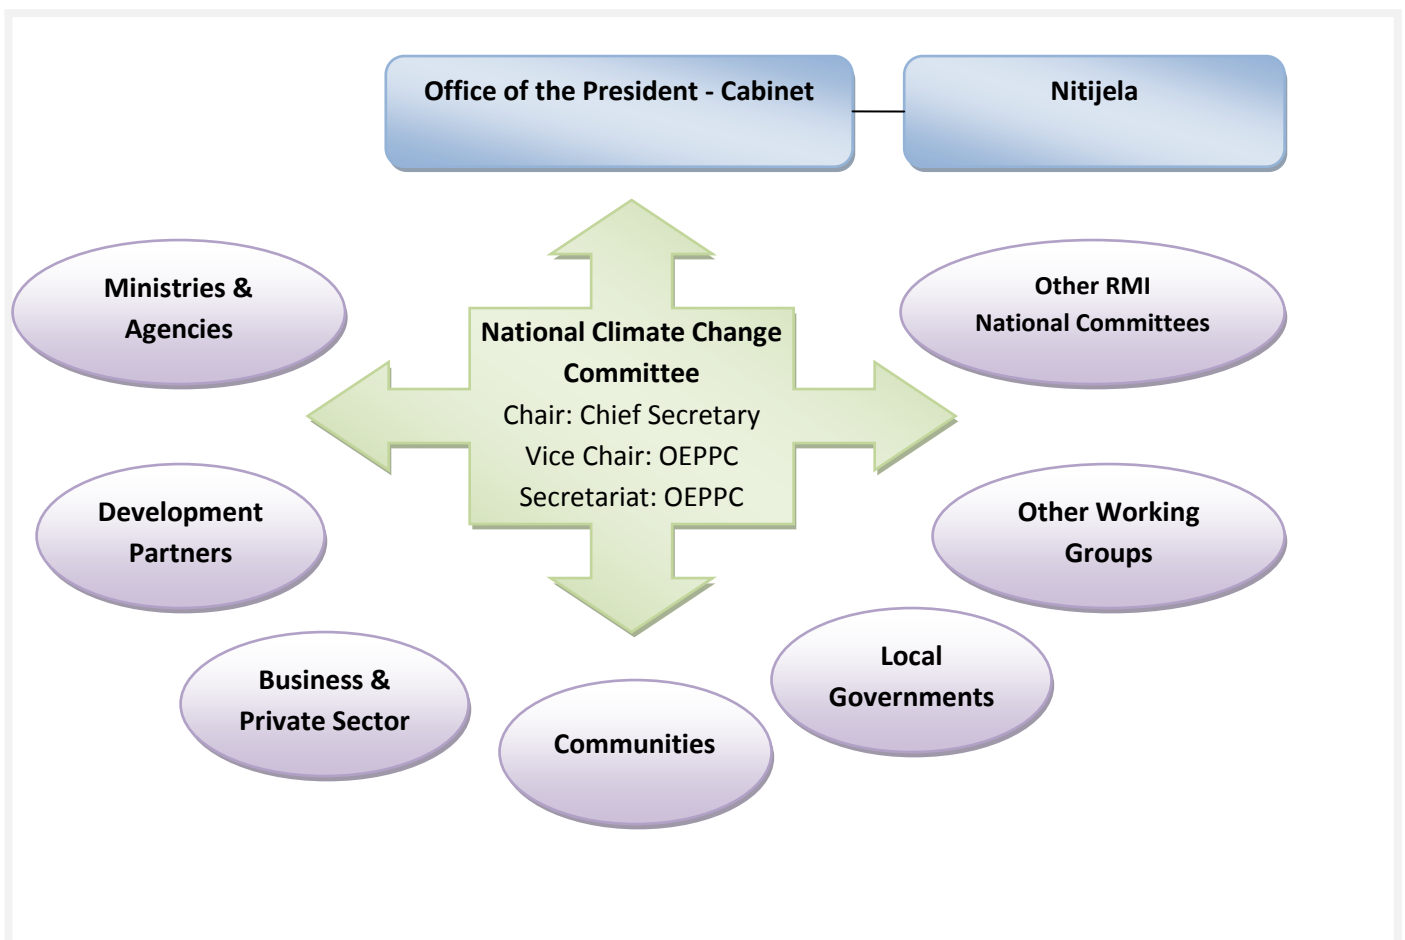 Office of the President - Cabinet
Nitijela
Ministries &
Agencies
Other RMI
National Committees
National Climate Change
Committee
Chair: Chief Secretary
Vice Chair: OEPPC
Secretariat: OEPPC
Development
Partners
Other Working
Groups
Business &
Private Sector
Communities
Local
Governments